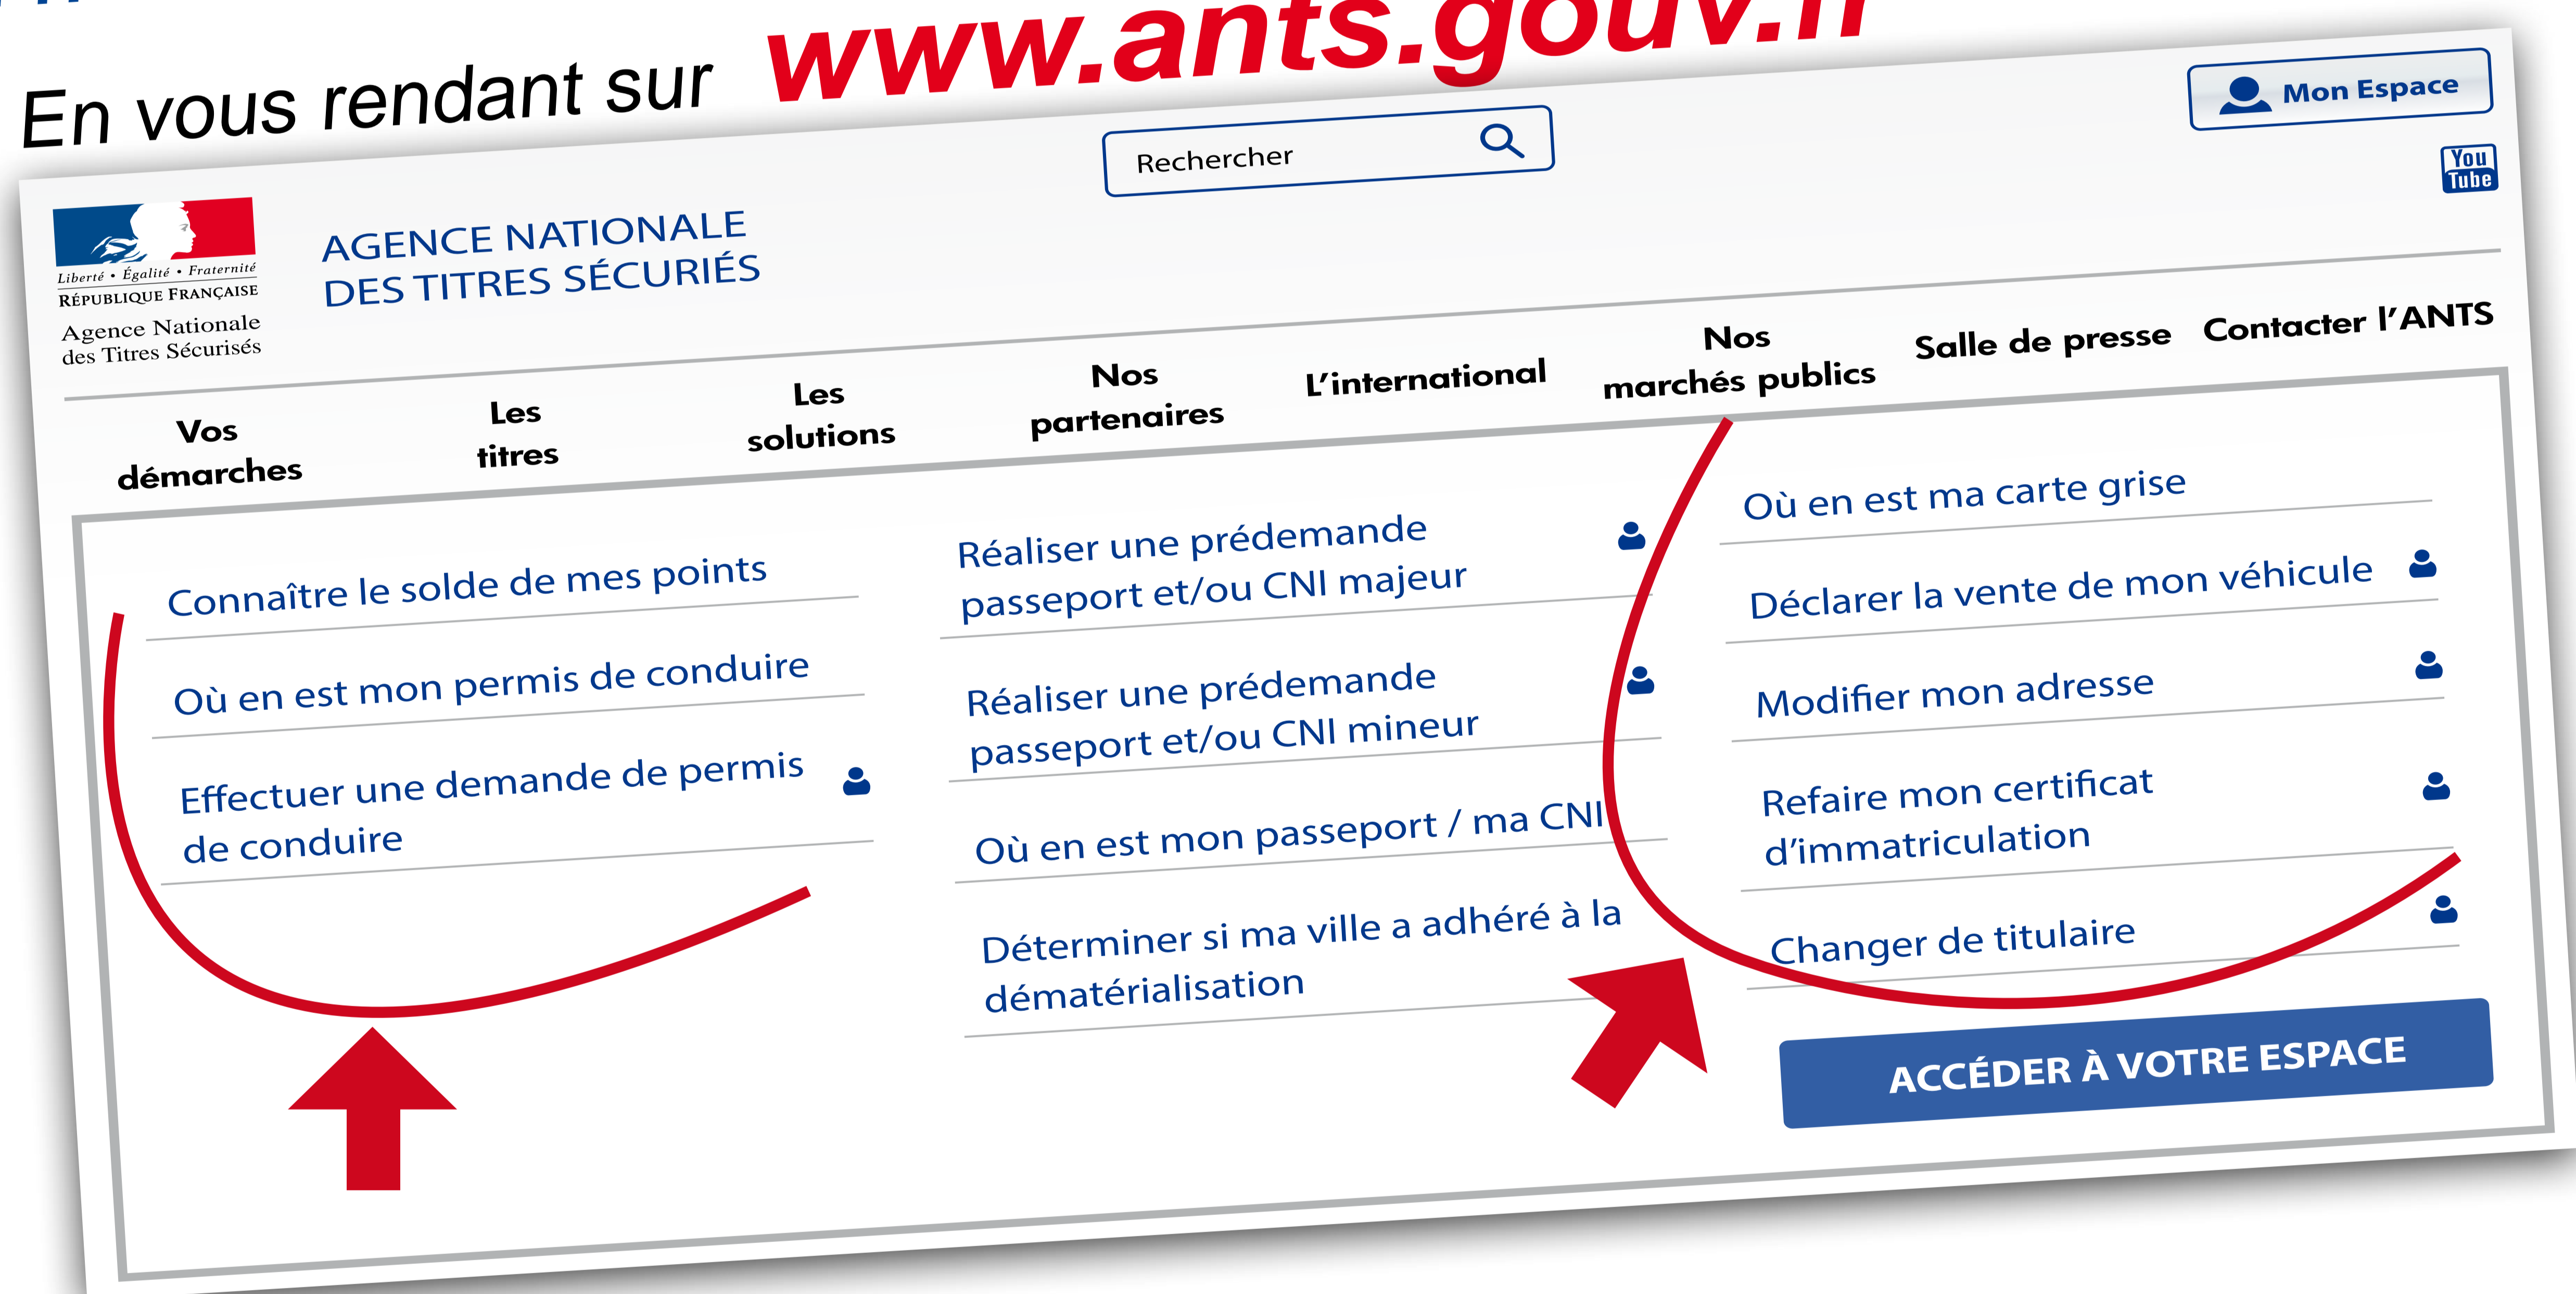 En vous rendant sur www.ants.gouv.fr
Rechercher
Mon Espace
You
Tube
Liberté • Égalité • Fraternité
RÉPUBLIQUE FRANÇAISE
Agence Nationale
des Titres Sécurisés
AGENCE NATIONALE
DES TITRES SÉCURIÉS
Vos
démarches
Les
titres
Les
solutions
Nos
partenaires
L'international
Nos
marchés publics
Salle de presse
Contacter l'ANTS
Connaître le solde de mes points
Où en est mon permis de conduire
Effectuer une demande de permis
de conduire
Réaliser une prédemande
passeport et/ou CNI majeur
Réaliser une prédemande
passeport et/ou CNI mineur
Où en est mon passeport / ma CNI
Déterminer si ma ville a adhéré à la
dématérialisation
Où en est ma carte grise
Déclarer la vente de mon véhicule
Modifier mon adresse
Refaire mon certificat
d'immatriculation
Changer de titulaire
ACCÉDER À VOTRE ESPACE